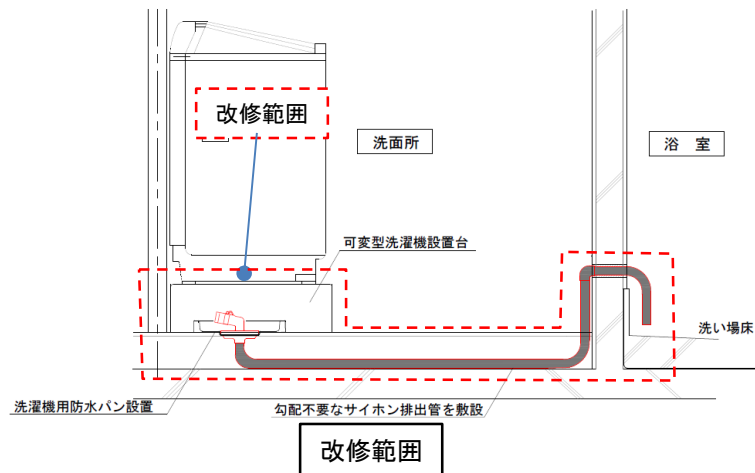 改修範囲
洗面所
浴　室
可変型洗濯機設置台
洗い場床
洗濯機用防水パン設置
勾配不要なサイホン排出管を敷設
改修範囲